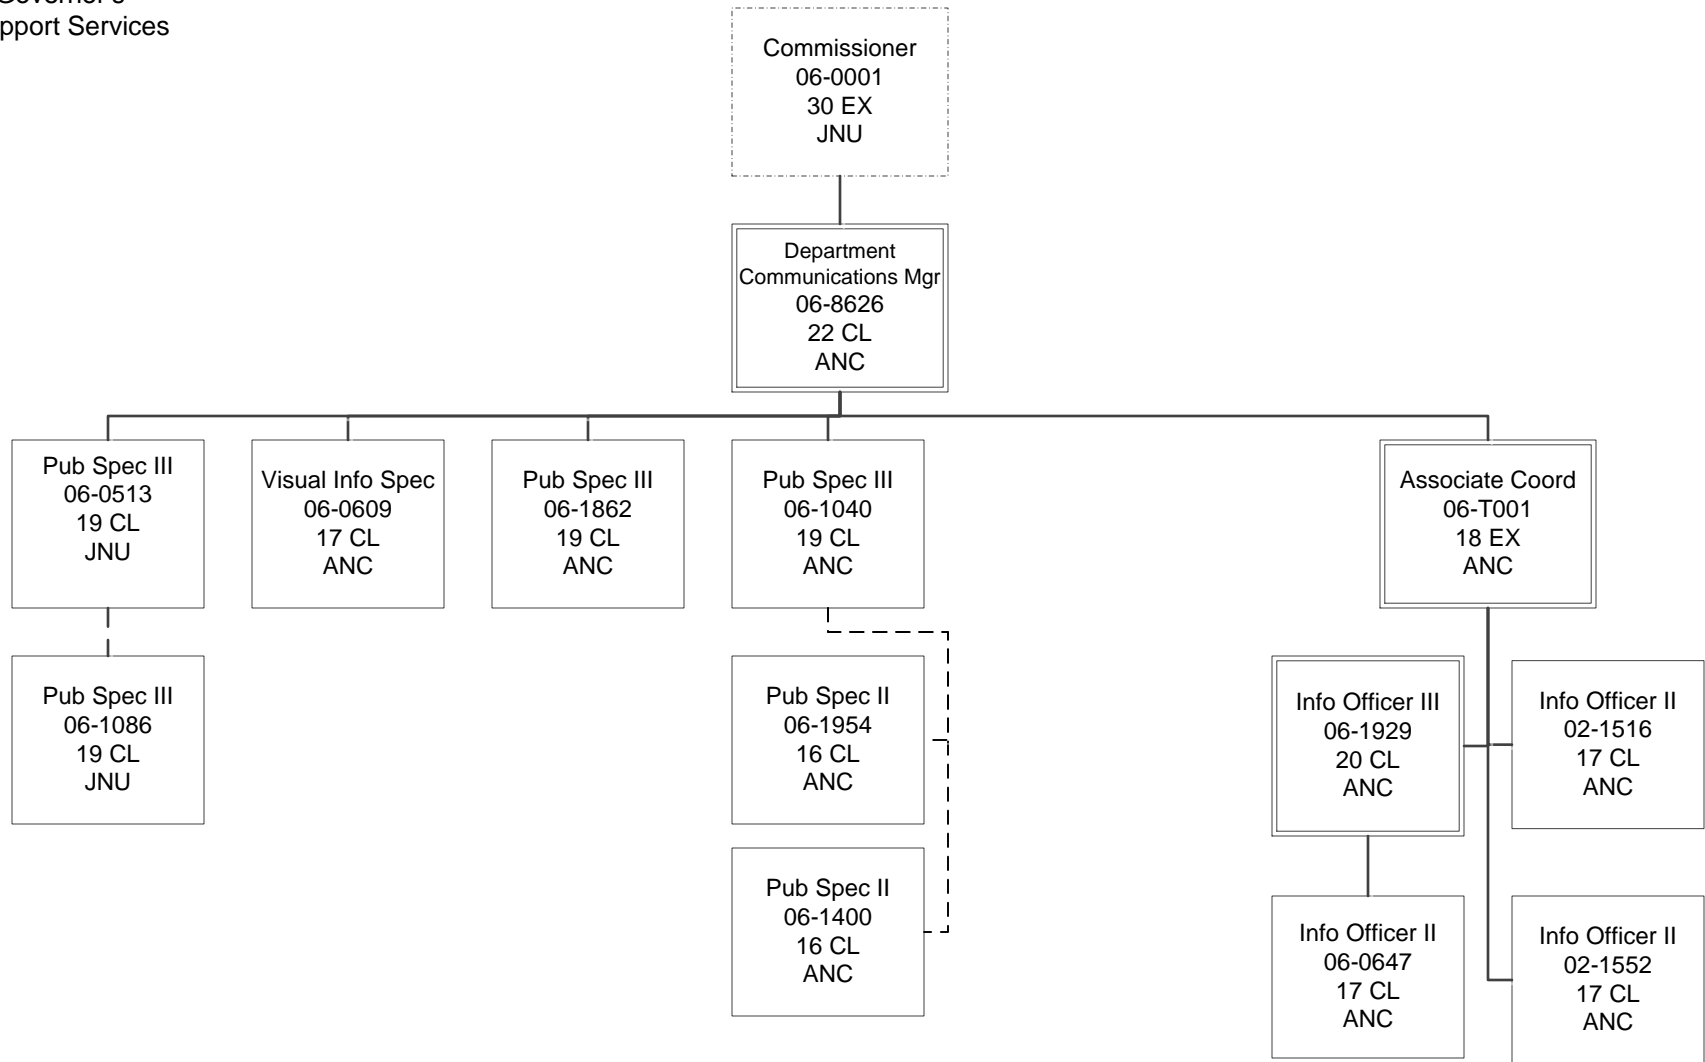 pport Services
Commissioner
06-0001
30 EX
JNU
Department
Communications Mgr
06-8626
22 CL
ANC
Pub Spec III
06-0513
19 CL
JNU
Visual Info Spec
06-0609
17 CL
ANC
Pub Spec III
06-1862
19 CL
ANC
Pub Spec III
06-1040
19 CL
ANC
Associate Coord
06-T001
18 EX
ANC
Pub Spec III
06-1086
19 CL
JNU
Pub Spec II
06-1954
16 CL
ANC
Info Officer III
06-1929
20 CL
ANC
Info Officer II
02-1516
17 CL
ANC
Pub Spec II
06-1400
16 CL
ANC
Info Officer II
06-0647
17 CL
ANC
Info Officer II
02-1552
17 CL
ANC